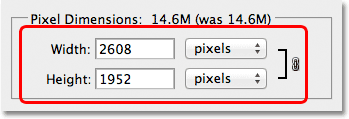 Pixel Dimensions: 14.6M (was 14.6M)
Width: 2608 pixels
Height: 1952 pixels